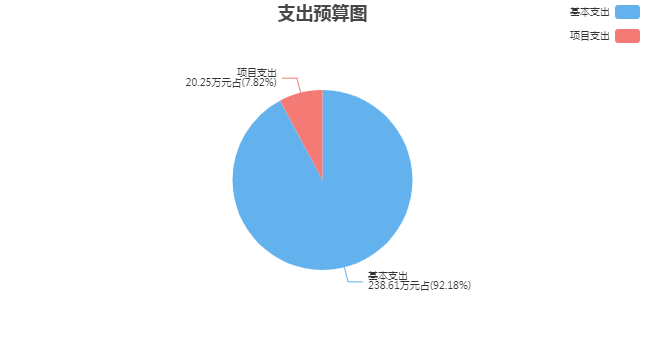 支出预算图
基本支出
项目支出
项目支出
20.25万元占(7.82%)
基本支出
238.61万元占(92.18%)